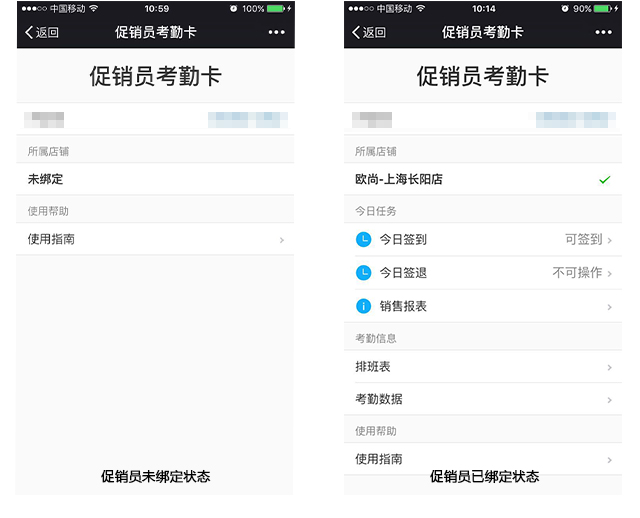 中国移动 10:59 100%
返回 促销员考勤卡
促销员考勤卡
所属店铺
未绑定
使用帮助
使用指南
促销员未绑定状态
中国移动 10:14 90%
返回 促销员考勤卡
促销员考勤卡
所属店铺
欧尚-上海长阳店
今日任务
今日签到 可签到
今日签退 不可操作
销售报表
考勤信息
排班表
考勤数据
使用帮助
使用指南
促销员已绑定状态